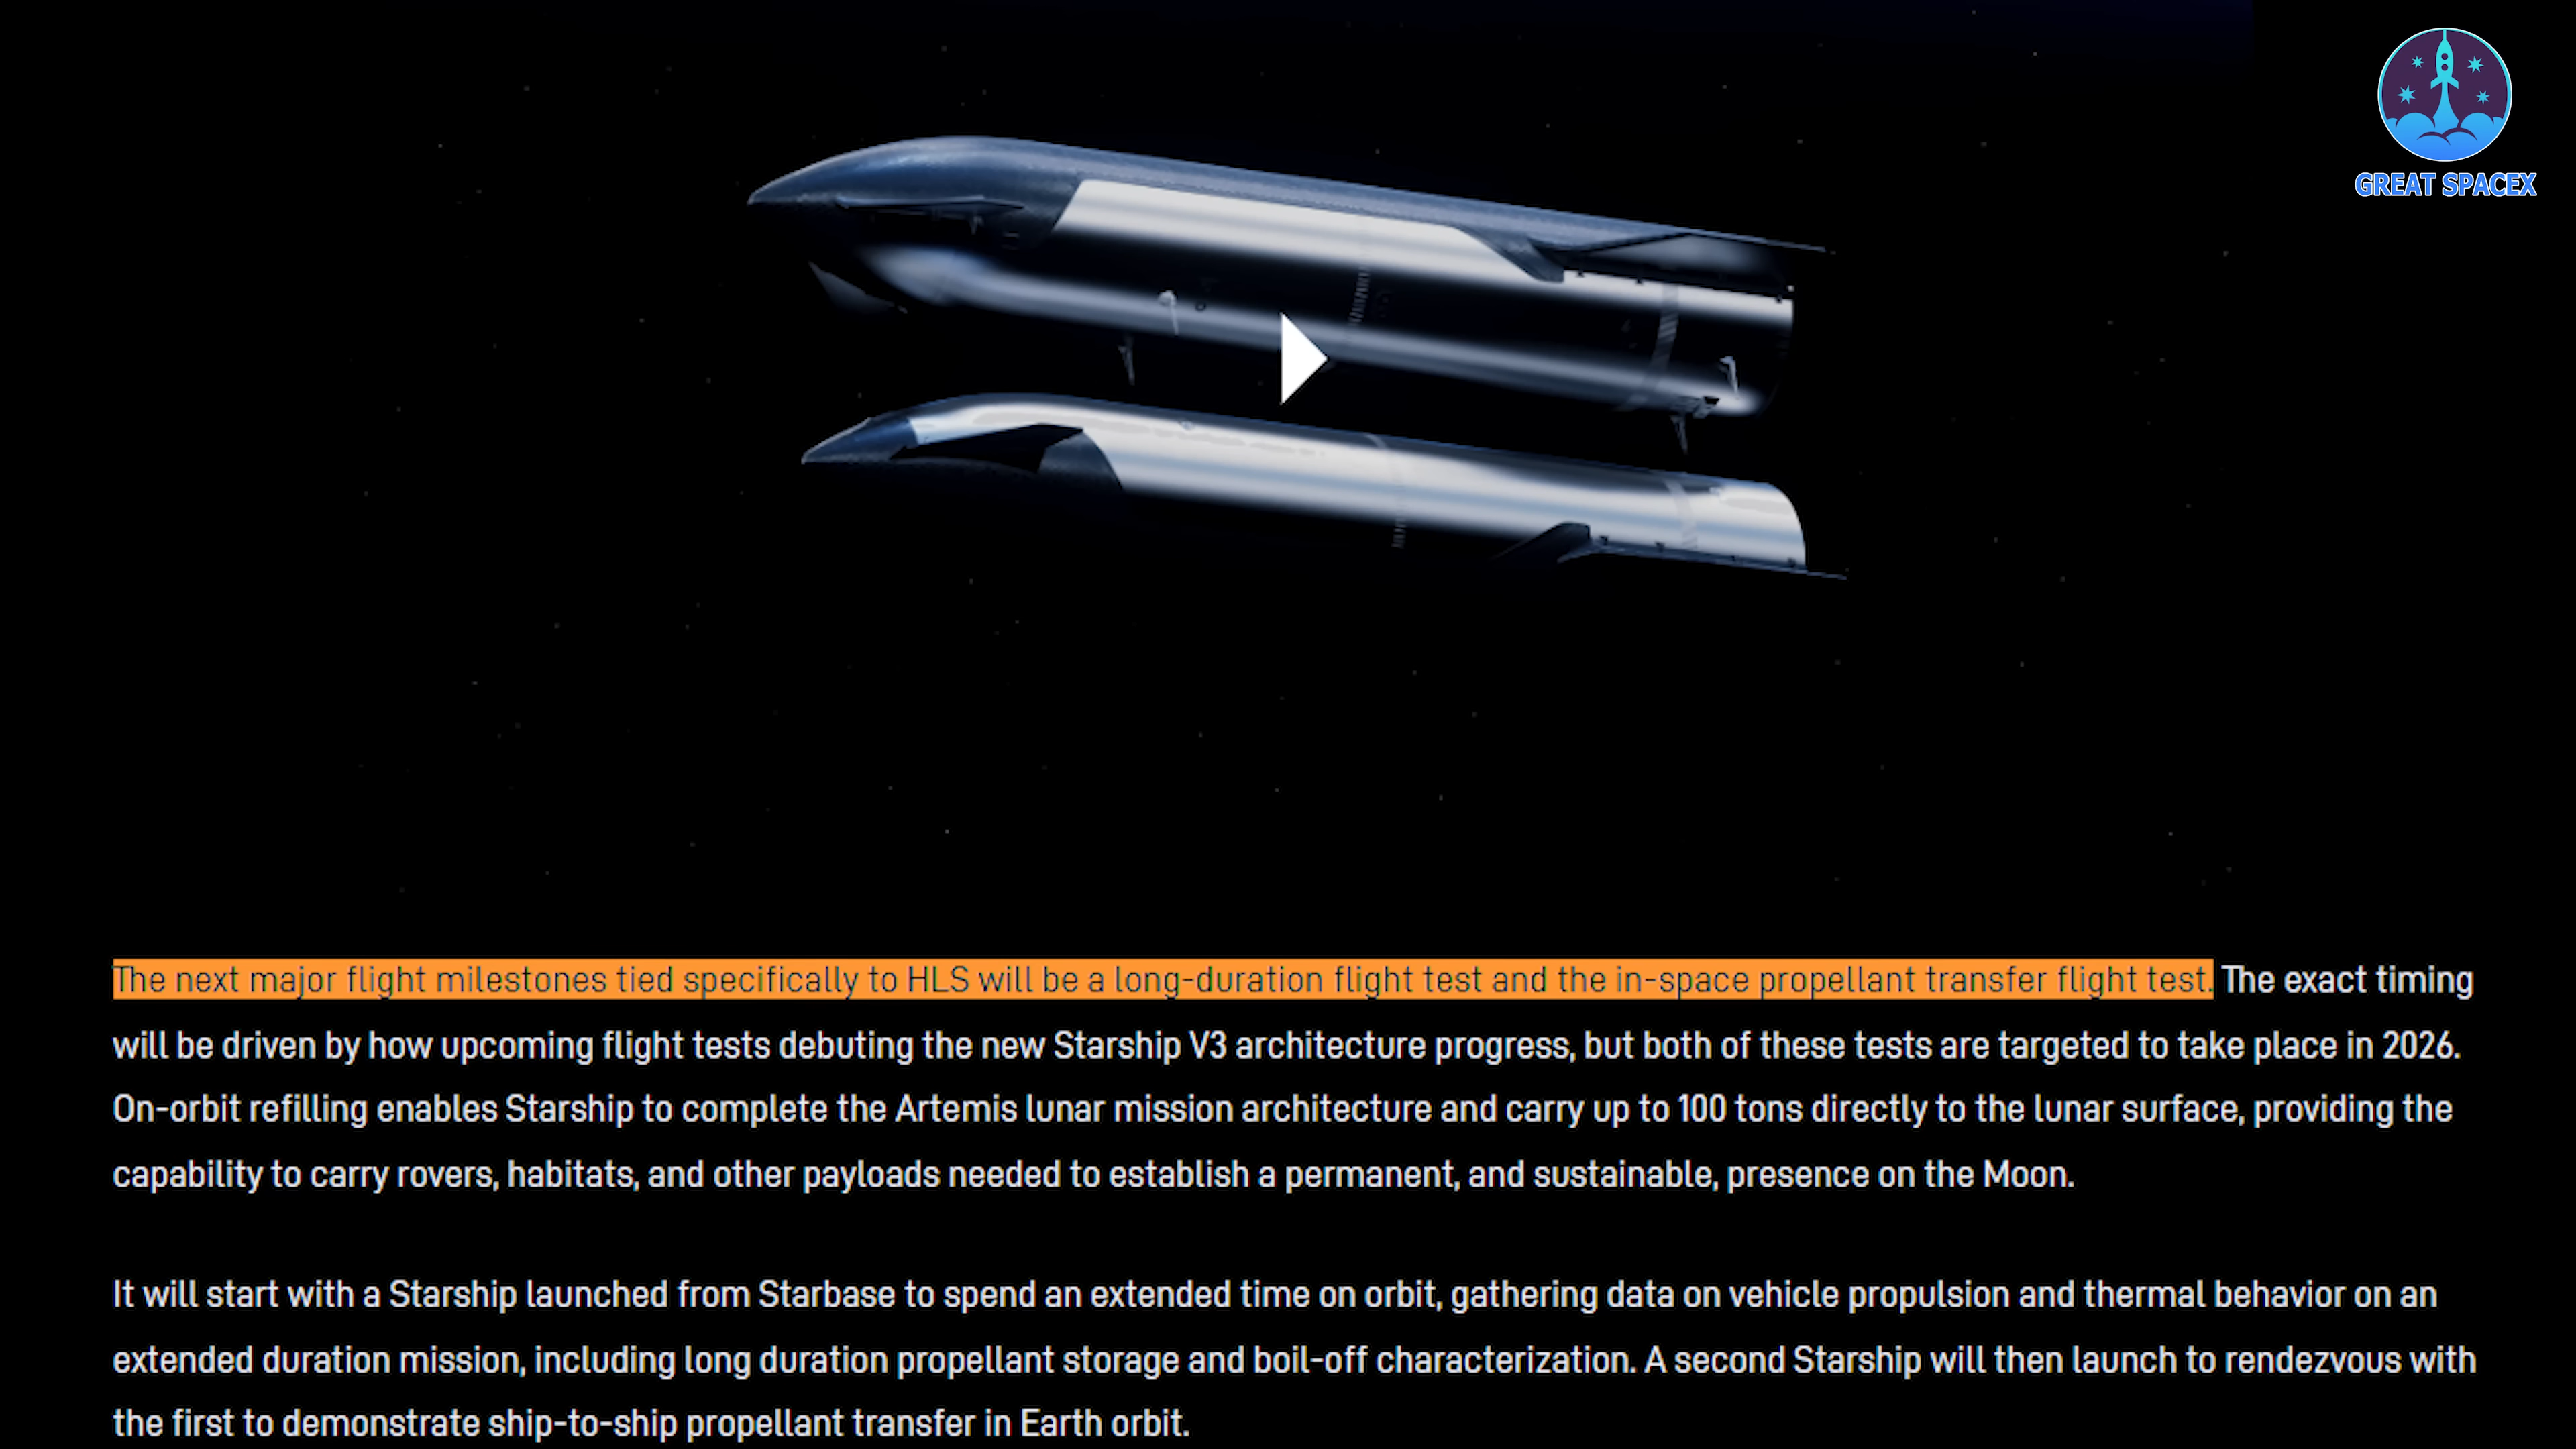 GREAT SPACEX
The next major flight milestones tied specifically to HLS will be a long-duration flight test and the in-space propellant transfer flight test. The exact timing
will be driven by how upcoming flight tests debuting the new Starship V3 architecture progress, but both of these tests are targeted to take place in 2026.
On-orbit refilling enables Starship to complete the Artemis lunar mission architecture and carry up to 100 tons directly to the lunar surface, providing the
capability to carry rovers, habitats, and other payloads needed to establish a permanent, and sustainable, presence on the Moon.
It will start with a Starship launched from Starbase to spend an extended time on orbit, gathering data on vehicle propulsion and thermal behavior on an
extended duration mission, including long duration propellant storage and boil-off characterization. A second Starship will then launch to rendezvous with
the first to demonstrate ship-to-ship propellant transfer in Earth orbit.